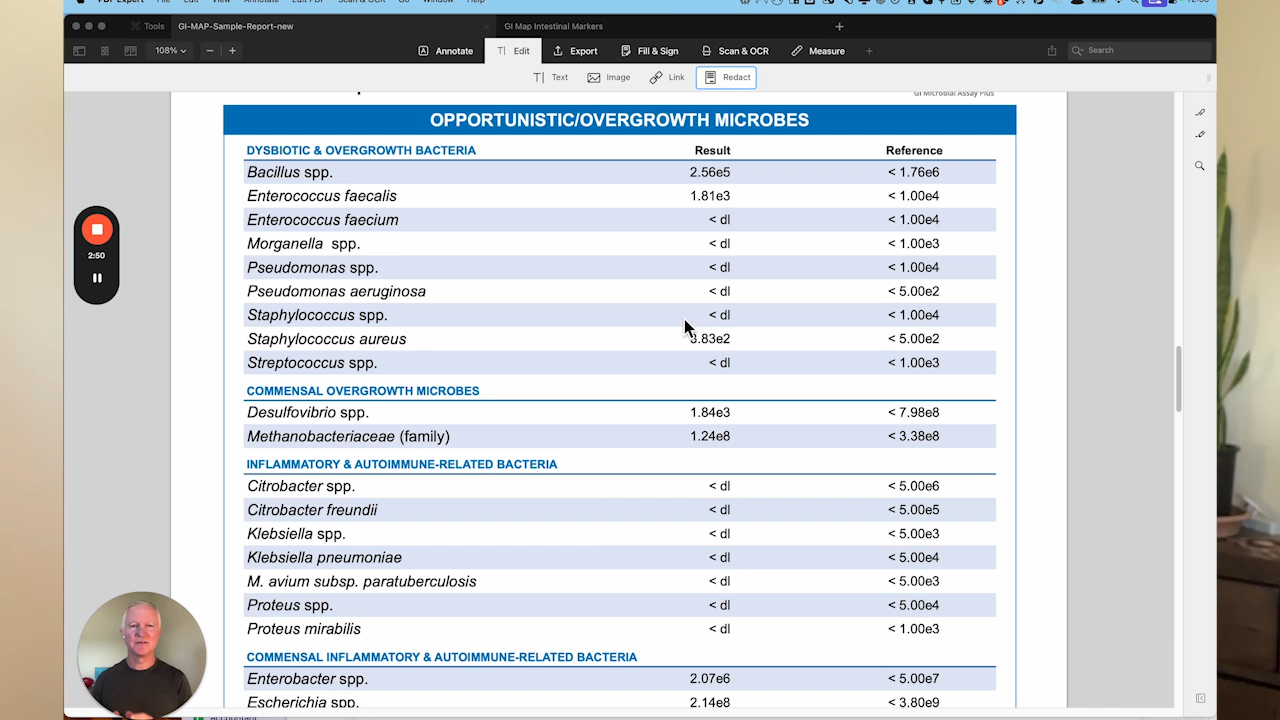 Tools GI-MAP-Sample-Report-new GI Map Intestinal Markers
108% Annotate Edit Export Fill & Sign Scan & OCR Measure Search
Text Image Link Redact
GI Microbial Assay Plus
OPPORTUNISTIC/OVERGROWTH MICROBES
DYSBIOTIC & OVERGROWTH BACTERIA Result Reference
Bacillus spp. 2.56e5 < 1.76e6
Enterococcus faecalis 1.81e3 < 1.00e4
Enterococcus faecium < dl < 1.00e4
Morganella spp. < dl < 1.00e3
Pseudomonas spp. < dl < 1.00e4
Pseudomonas aeruginosa < dl < 5.00e2
Staphylococcus spp. < dl < 1.00e4
Staphylococcus aureus .83e2 < 5.00e2
Streptococcus spp. < dl < 1.00e3
COMMENSAL OVERGROWTH MICROBES
Desulfovibrio spp. 1.84e3 < 7.98e8
Methanobacteriaceae (family) 1.24e8 < 3.38e8
INFLAMMATORY & AUTOIMMUNE-RELATED BACTERIA
Citrobacter spp. < dl < 5.00e6
Citrobacter freundii < dl < 5.00e5
Klebsiella spp. < dl < 5.00e3
Klebsiella pneumoniae < dl < 5.00e4
M. avium subsp. paratuberculosis < dl < 5.00e3
Proteus spp. < dl < 5.00e4
Proteus mirabilis < dl < 1.00e3
COMMENSAL INFLAMMATORY & AUTOIMMUNE-RELATED BACTERIA
Enterobacter spp. 2.07e6 < 5.00e7
Escherichia spp. 2.14e8 < 3.80e9
2:50